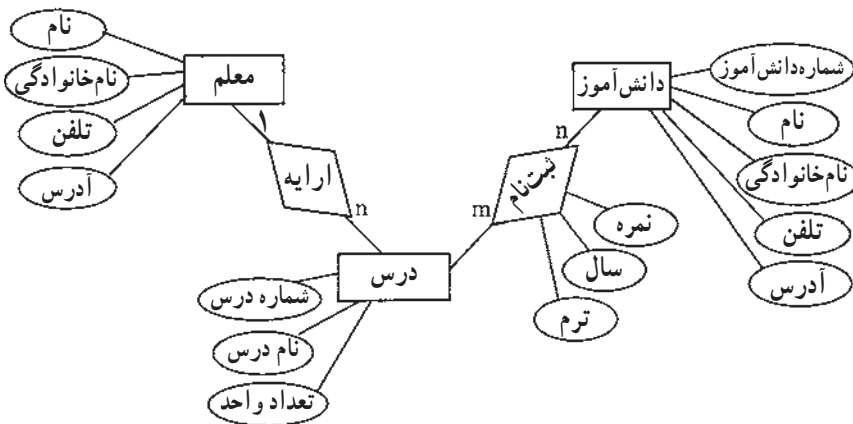 معلم
نام
نام‌خانوادگی
تلفن
آدرس
۱
ارایه
n
دانش‌آموز
شماره‌دانش‌آموز
نام
نام‌خانوادگی
تلفن
آدرس
n
ثبت‌نام
m
نمره
سال
ترم
درس
شماره درس
نام درس
تعداد واحد